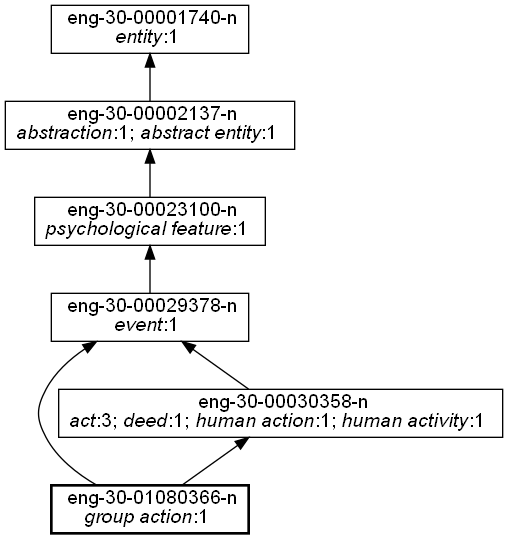 eng-30-00001740-n
entity:1
eng-30-00002137-n
abstraction:1; abstract entity:1
eng-30-00023100-n
psychological feature:1
eng-30-00029378-n
event:1
eng-30-00030358-n
act:3; deed:1; human action:1; human activity:1
eng-30-01080366-n
group action:1